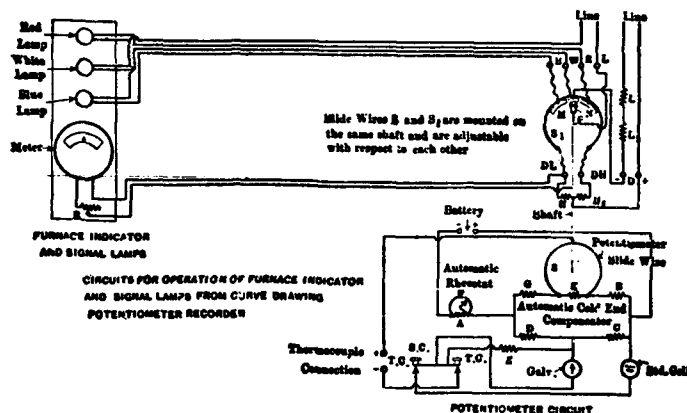 Red
Lamp
White
Lamp
Blue
Lamp
Meter
R
FURNACE INDICATOR
AND SIGNAL LAMPS
Line
Line
W
R
L
M
N
S1
L
L
DL
DH
- D +
Slide Wires S and S1 are mounted on
the same shaft and are adjustable
with respect to each other
Shaft
CIRCUITS FOR OPERATION OF FURNACE INDICATOR
AND SIGNAL LAMPS FROM CURVE DRAWING
POTENTIOMETER RECORDER
Battery
Potentiometer
Slide Wire
S
Automatic
Rheostat
A
G
E
B
Automatic Cold End
Compensator
D
C
Thermocouple
Connection
+
-
T.C.
S.C.
T.C.
Galv.
Std. Cell
POTENTIOMETER CIRCUIT